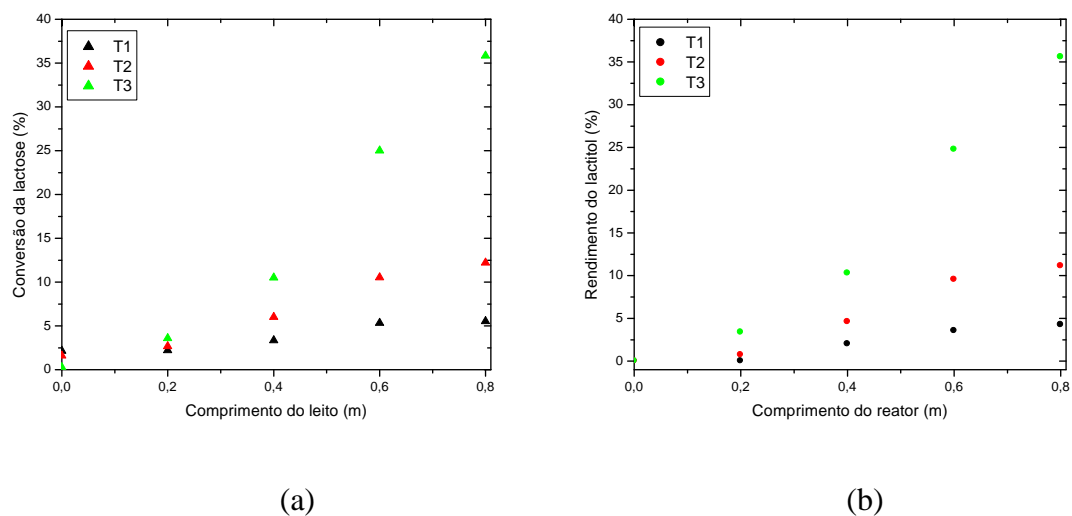 40
35
30
25
20
15
10
5
0
Conversão da lactose (%)
T1
T2
T3
0,0 0,2 0,4 0,6 0,8
Comprimento do leito (m)
(a)
40
35
30
25
20
15
10
5
0
Rendimento do lactitol (%)
T1
T2
T3
0,0 0,2 0,4 0,6 0,8
Comprimento do reator (m)
(b)